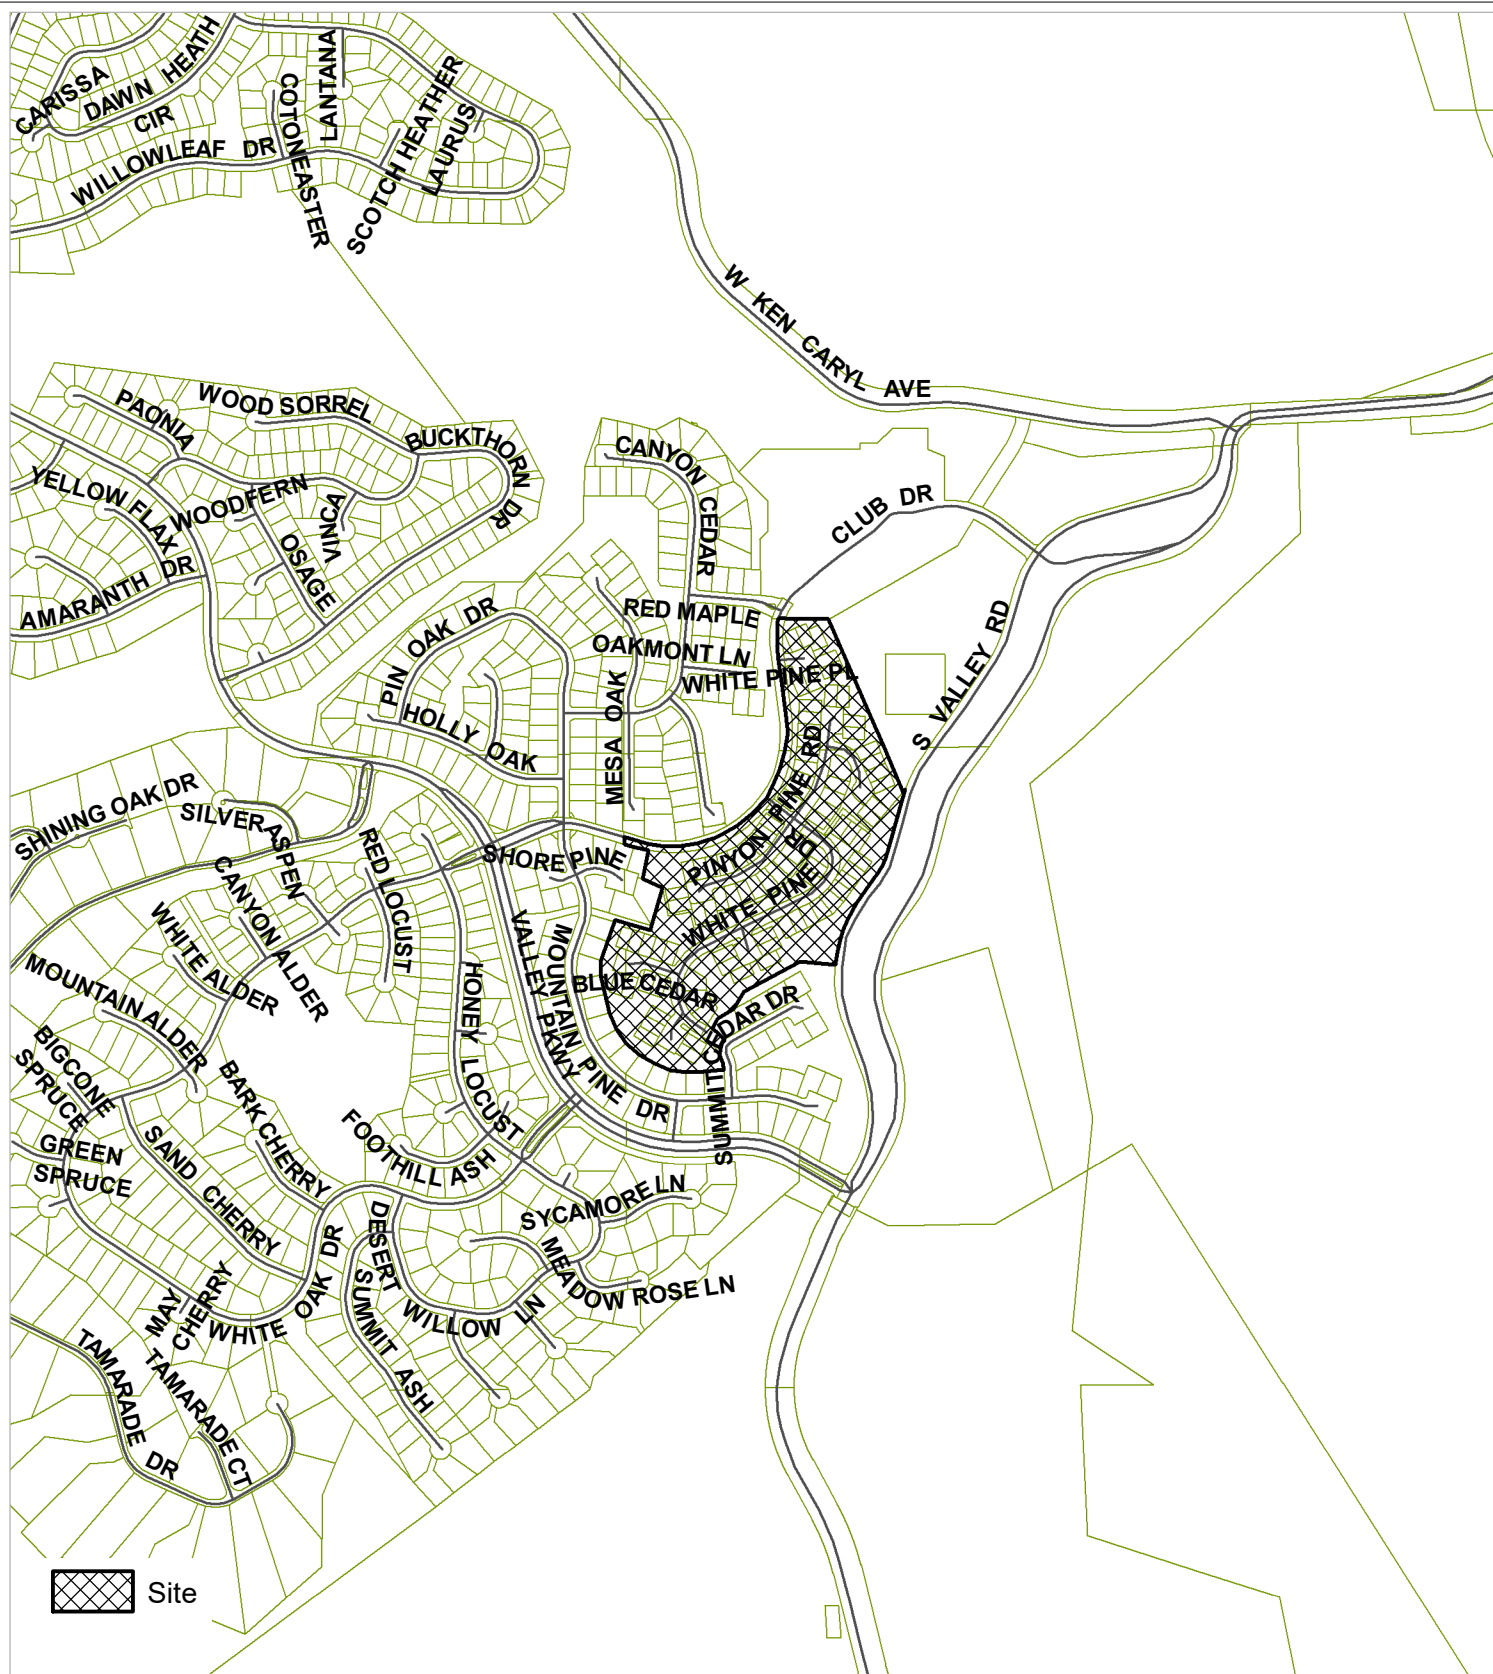 CARISSA
DAWN HEATH
CIR
WILLOWLEAF DR
COTONEASTER
LANTANA
SCOTCH HEATHER
LAURUS
W KEN CARYL AVE
PAONIA
WOOD SORREL
BUCKTHORN DR
YELLOW FLAX
WOODFERN
VINCA
OSAGE
AMARANTH DR
CANYON CEDAR
CLUB DR
RED MAPLE
OAKMONT LN
WHITE PINE PL
PIN OAK DR
HOLLY OAK
MESA OAK
S VALLEY RD
SHINING OAK DR
SILVER ASPEN
RED LOCUST
SHORE PINE
PINYON PINE RD
WHITE PINE DR
CANYON ALDER
WHITE ALDER
MOUNTAIN ALDER
HONEY LOCUST
VALLEY PKWY
MOUNTAIN PINE DR
BLUE CEDAR
SUMMIT CEDAR DR
BIGCONE
SPRUCE
GREEN
SPRUCE
BARK CHERRY
SAND CHERRY
FOOTHILL ASH
SYCAMORE LN
MEADOW ROSE LN
DESERT WILLOW LN
SUMMIT ASH
MAY
CHERRY
WHITE OAK DR
TAMARADE DR
TAMARADE CT
Site